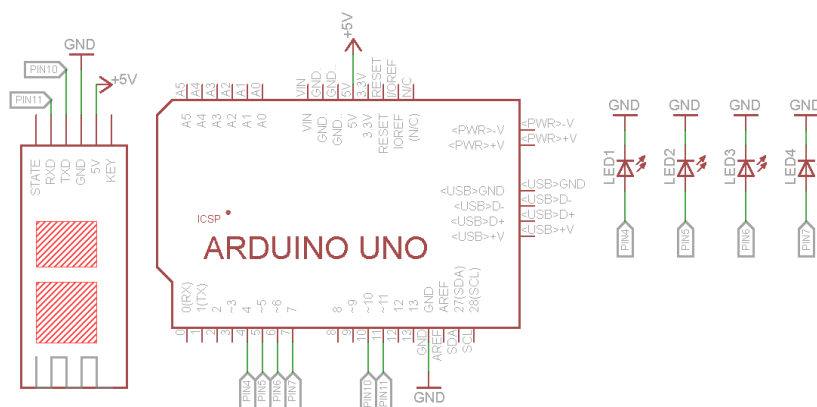 GND
+5V
PIN10
PIN11
STATE
RXD
TXD
GND
5V
KEY
+5V
A5
A4
A3
A2
A1
A0
VIN
GND..
GND.
5V
3.3V
RESET
I/OREF
N/C
A5
A4
A3
A2
A1
A0
VIN
GND.
GND..
5V
3.3V
RESET
IOREF
(N/C)
<PWR>-V
<PWR>+V
<USB>GND
<USB>D-
<USB>D+
<USB>+V
<PWR>-V
<PWR>+V
<USB>GND
<USB>D-
<USB>D+
<USB>+V
ICSP
ARDUINO UNO
0(RX)
1(TX)
2
~3
4
~5
~6
7
8
~9
~10
~11
12
13
GND
AREF
27(SDA)
28(SCL)
0
1
2
3
4
5
6
7
8
9
10
11
12
13
GND
AREF
SDA
SCL
PIN4
PIN5
PIN6
PIN7
PIN10
PIN11
GND
GND
GND
GND
GND
LED1
LED2
LED3
LED4
PIN4
PIN5
PIN6
PIN7